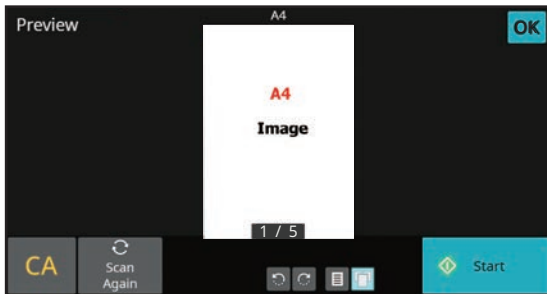 Preview
A4
OK
A4
Image
1 / 5
CA
Scan
Again
Start